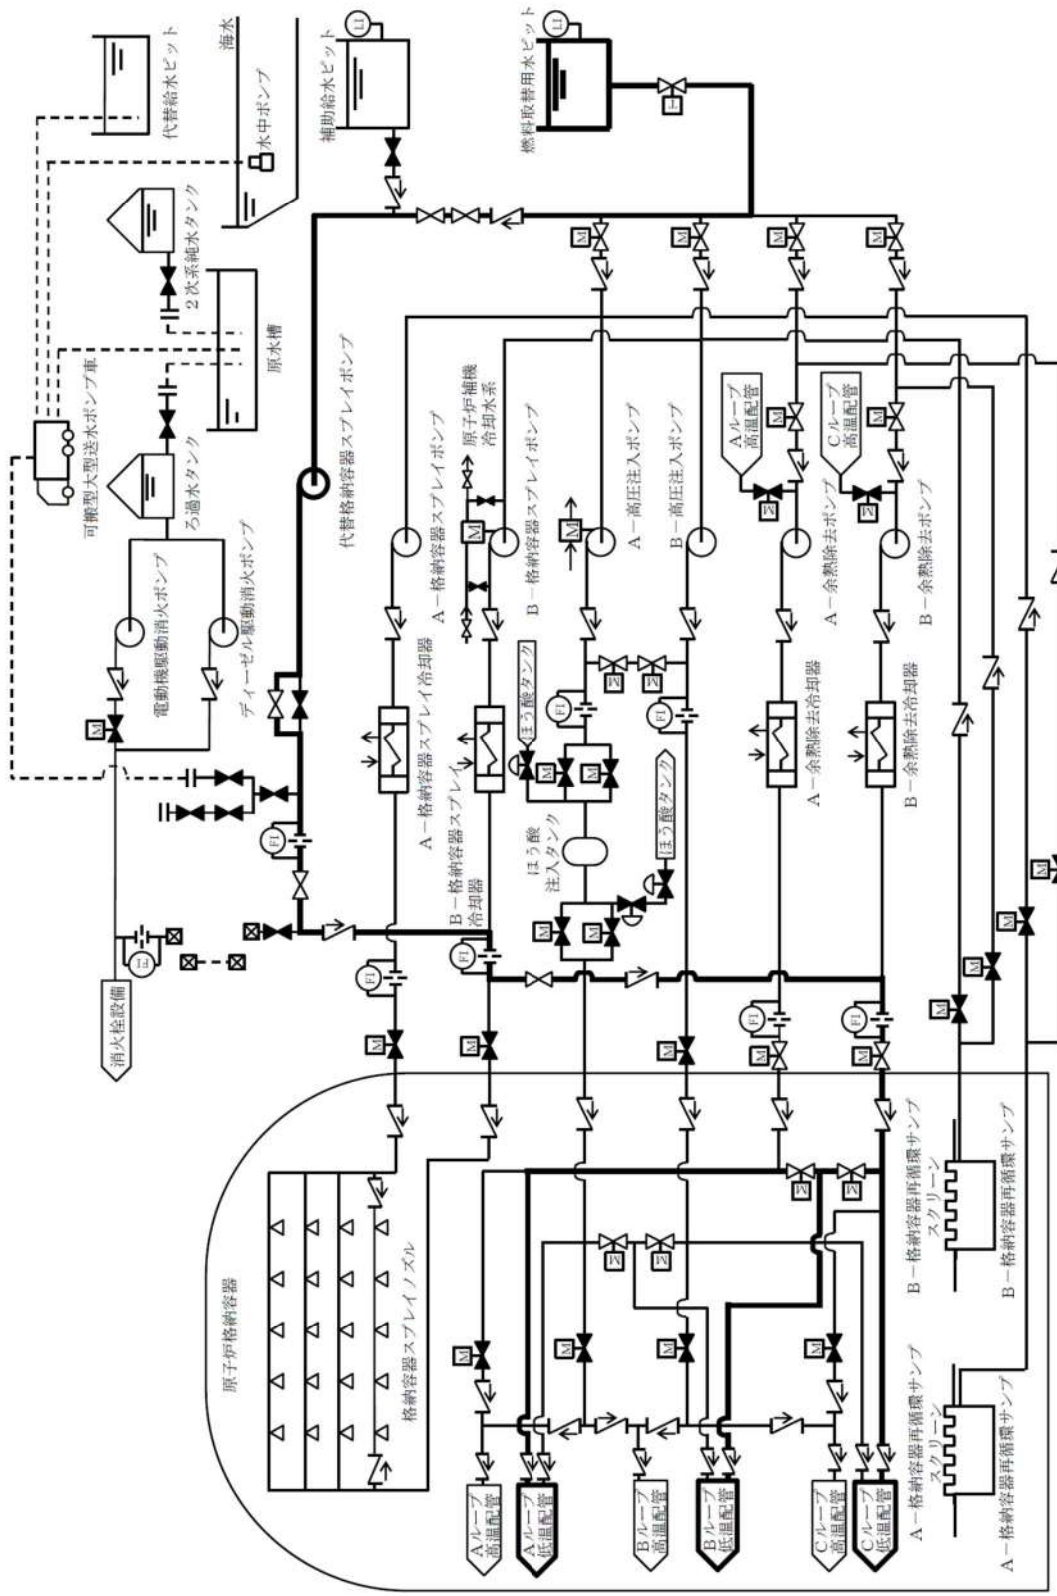 代替給水ピット
海水
水中ポンプ
補助給水ピット
LI
燃料取替用水ピット
LI
可搬型大型送水ポンプ車
2次系純水タンク
ろ過水タンク
原水槽
電動機駆動消火ポンプ
ディーゼル駆動消火ポンプ
M
消火栓設備
FI
代替格納容器スプレイポンプ
FI
H
A－格納容器スプレイポンプ
A－格納容器スプレイ冷却器
FI
M
原子炉補機
冷却水系
M
B－格納容器スプレイポンプ
B－格納容器スプレイ
冷却器
FI
M
M
A－高圧注入ポンプ
M
FI
ほう酸タンク
M
M
ほう酸
注入タンク
M
M
M
B－高圧注入ポンプ
M
M
FI
ほう酸タンク
M
M
Aループ
高温配管
M
M
A－余熱除去ポンプ
A－余熱除去冷却器
FI
M
M
Cループ
高温配管
M
M
B－余熱除去ポンプ
B－余熱除去冷却器
FI
M
原子炉格納容器
格納容器スプレイノズル
M
M
M
M
M
M
M
M
Aループ
高温配管
Aループ
低温配管
Bループ
高温配管
Bループ
低温配管
Cループ
高温配管
Cループ
低温配管
M
M
M
M
B－格納容器再循環サンプ
スクリーン
B－格納容器再循環サンプ
A－格納容器再循環サンプ
スクリーン
A－格納容器再循環サンプ